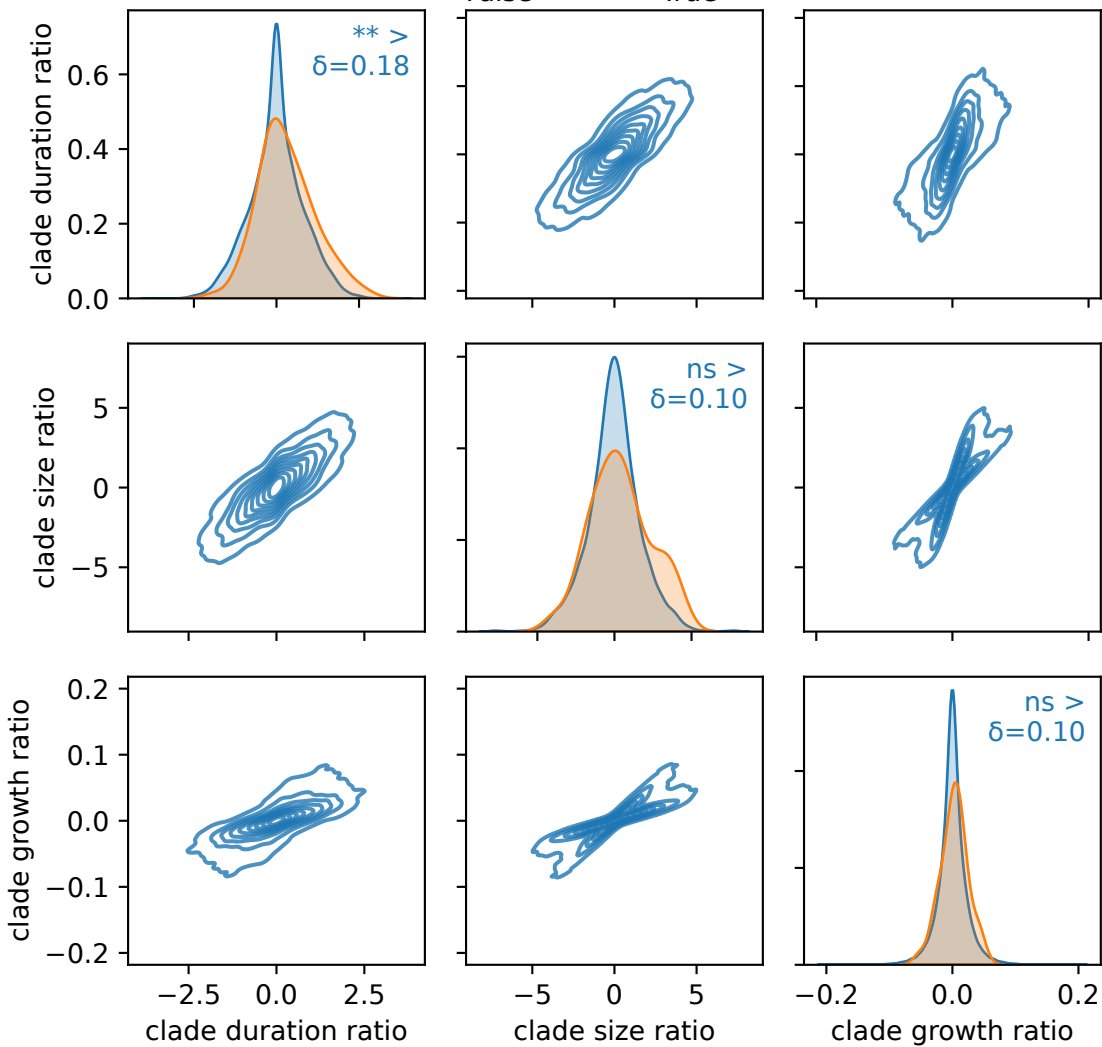 clade duration ratio
0.6
0.4
0.2
0.0
** >
δ=0.18
clade size ratio
5
0
−5
ns >
δ=0.10
clade growth ratio
0.2
0.1
0.0
−0.1
−0.2
ns >
δ=0.10
−2.5 0.0 2.5
−5 0 5
−0.2 0.0 0.2
clade duration ratio
clade size ratio
clade growth ratio